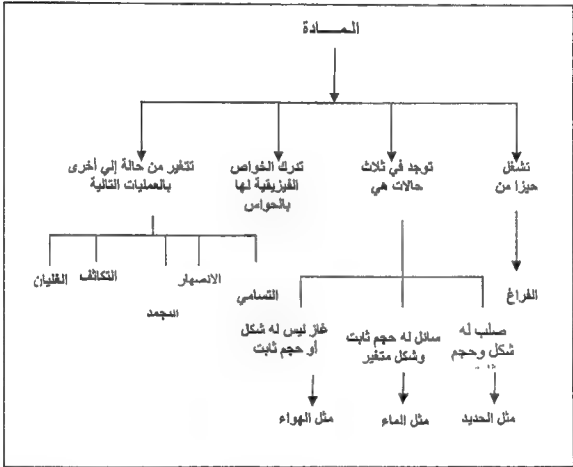 المـــــادة
تشغل
حيزا من
الفراغ
توجد في ثلاث
حالات هي
صلب له
شكل وحجم
مثل الحديد
سائل له حجم ثابت
وشكل متغير
مثل الماء
غاز ليس له شكل
أو حجم ثابت
مثل الهواء
تدرك الخواص
الفيزيقية لها
بالحواس
تتغير من حالة إلي أخرى
بالعمليات التالية
التسامي
الانصهار
التجمد
التكاثف
الغليان